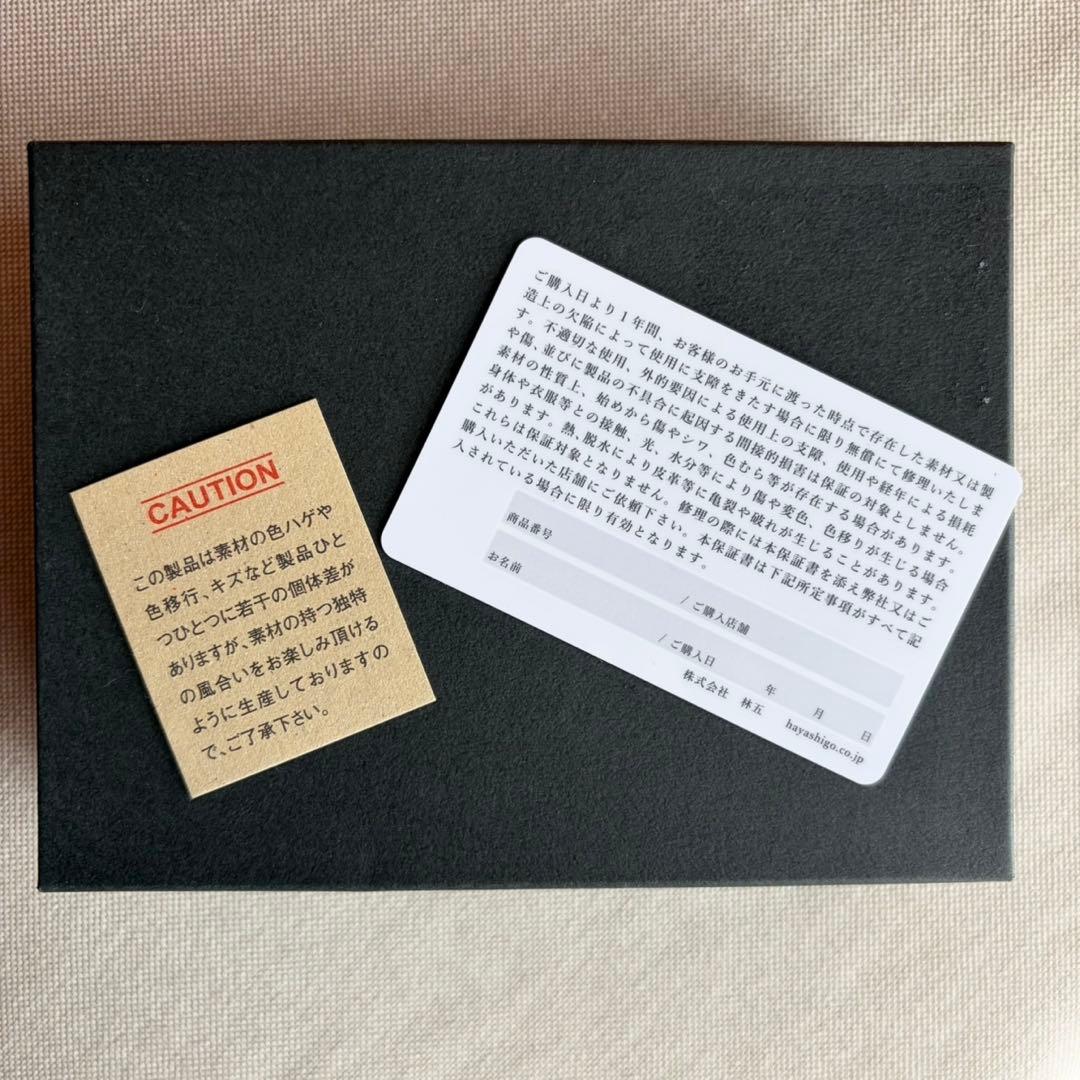 CAUTION
この製品は素材の色ハゲや
色移行、キズなど製品ひと
つひとつに若干の個体差が
ありますが、素材の持つ独特
の風合いをお楽しみ頂ける
ように生産しておりますの
で、ご了承下さい。
ご購入日より1年間、お客様のお手元に渡った時点で存在した素材又は製
造上の欠陥によって使用に支障をきたす場合に限り無償にて修理いたしま
す。不適切な使用、外的要因による使用上の支障、使用や経年による損耗
や傷、並びに製品の不具合に起因する間接的損害は保証の対象としません。
素材の性質上、始めから傷やシワ、色むら等が存在する場合があります。
身体や衣服等との接触、光、水分等により傷や変色、色移りが生じる場合
があります。熱、脱水により皮革等に亀裂や破れが生じることがあります。
これらは保証対象となりません。修理の際には本保証書を添え弊社又はご
購入いただいた店舗にご依頼下さい。本保証書は下記所定事項がすべて記
入されている場合に限り有効となります。
商品番号 / ご購入店舗
お名前 / ご購入日 年 月 日
株式会社 林五 hayashigo.co.jp